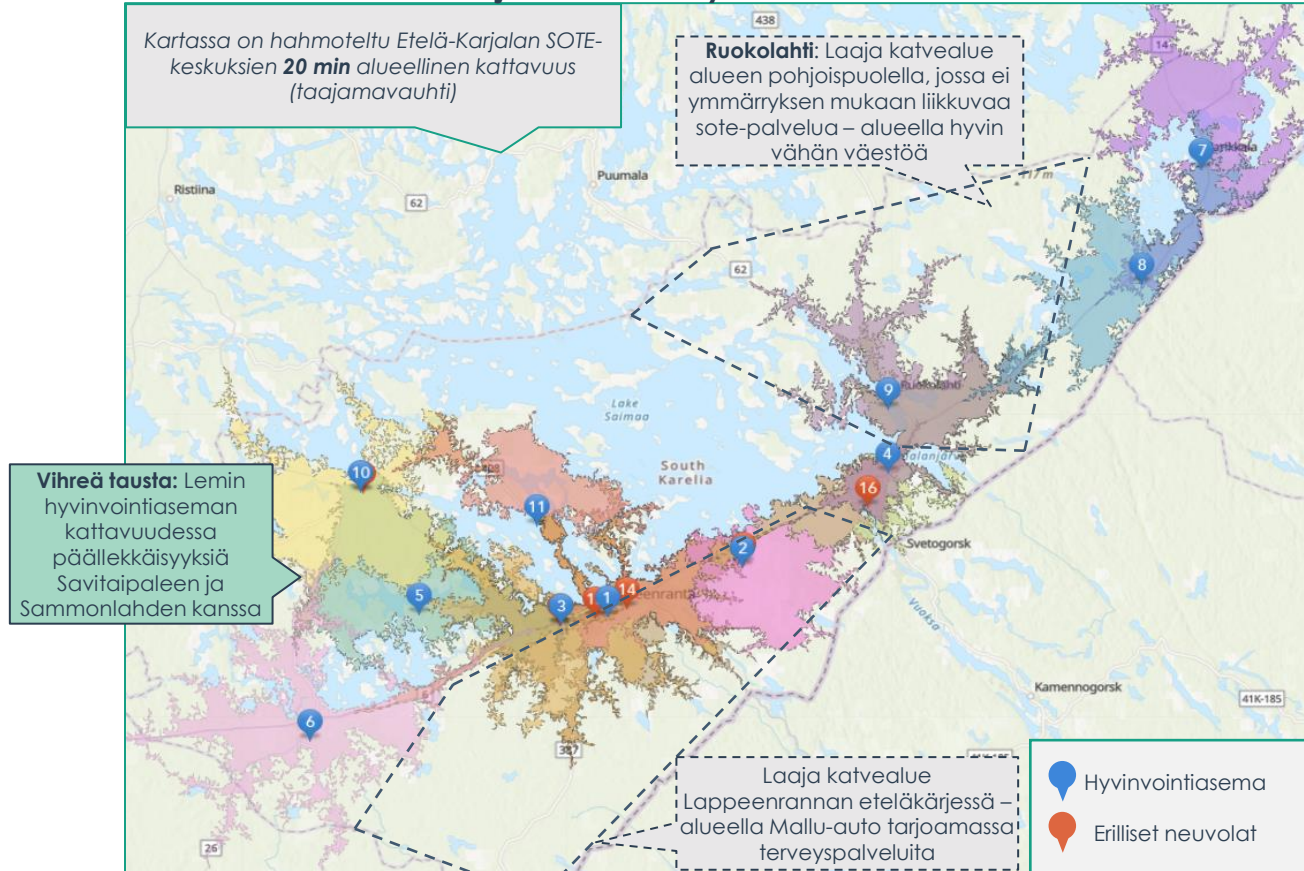 Kartassa on hahmoteltu Etelä-Karjalan SOTE-
keskuksien 20 min alueellinen kattavuus
(taajamavauhti)
438
Ruokolahti: Laaja katvealue
alueen pohjoispuolella, jossa ei
ymmärryksen mukaan liikkuvaa
sote-palvelua – alueella hyvin
vähän väestöä
14
7
Ristiina
62
Puumala
117 m
62
8
9
Ruokolahti
Lake
Saimaa
4
South
Karelia
10
16
11
Svetogorsk
Vihreä tausta: Lemin
hyvinvointiaseman
kattavuudessa
päällekkäisyyksiä
Savitaipaleen ja
Sammonlahden kanssa
2
5
3
1
14
Vuoksa
6
6
Kamennogorsk
41K-185
387
26
Laaja katvealue
Lappeenrannan eteläkärjessä –
alueella Mallu-auto tarjoamassa
terveyspalveluita
Hyvinvointiasema
Erilliset neuvolat